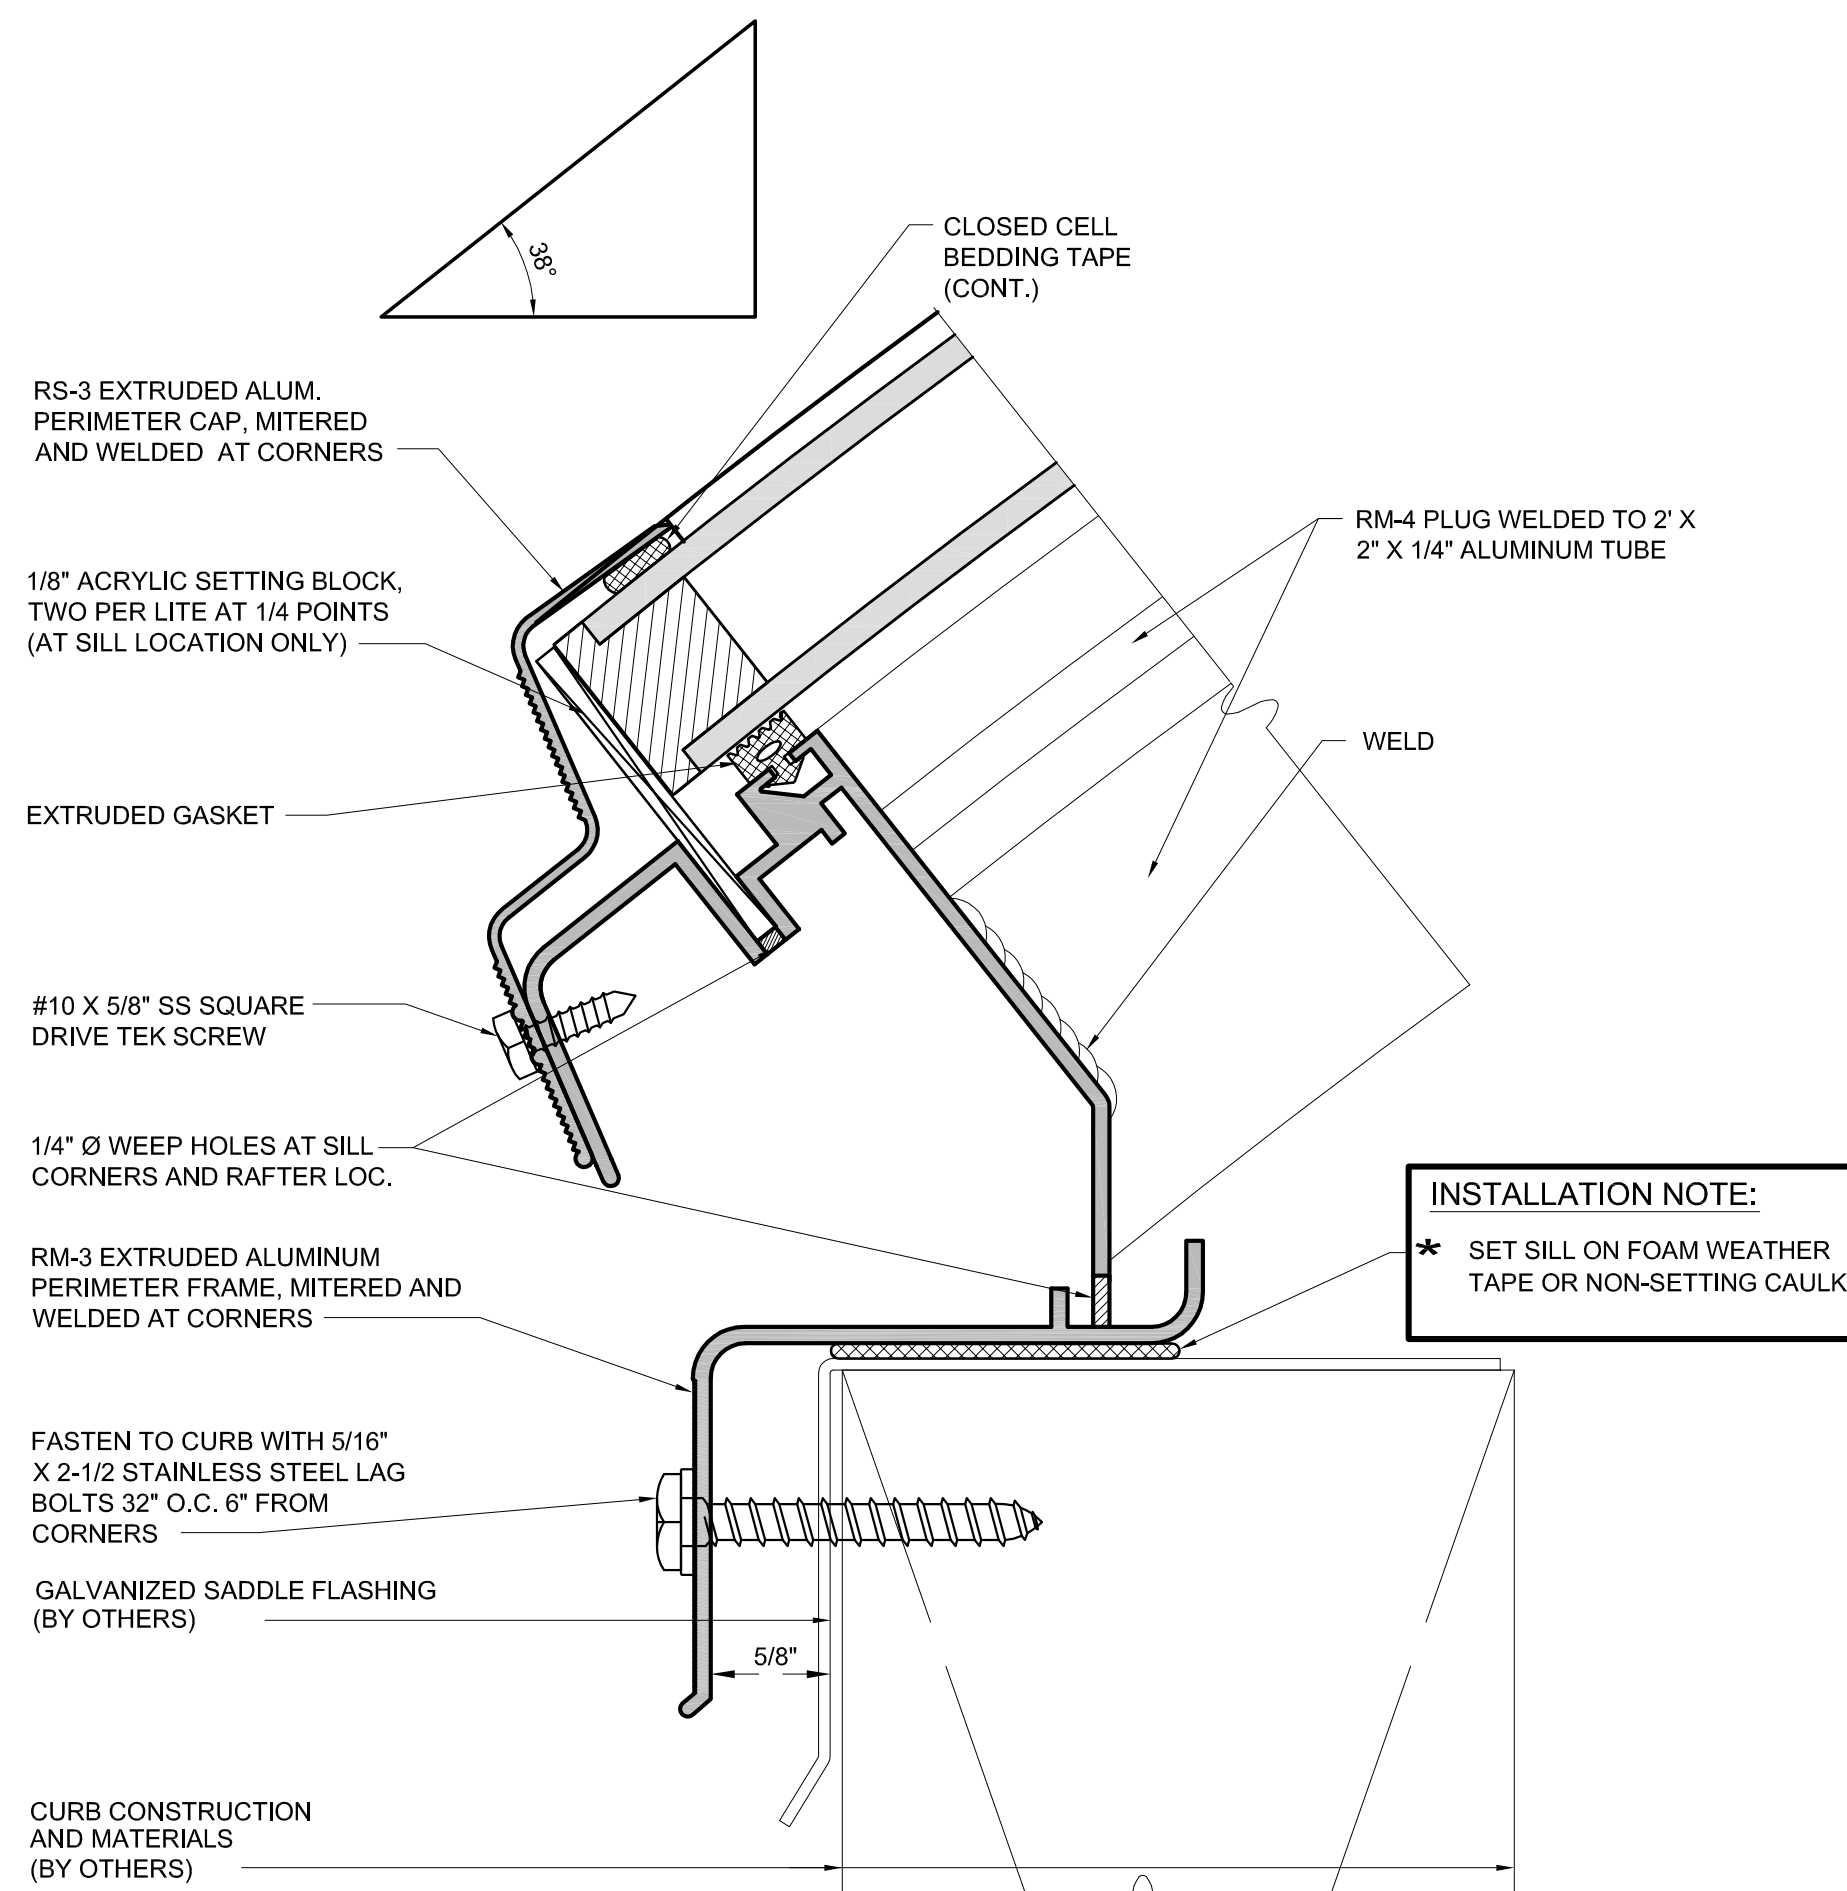 38°
CLOSED CELL
BEDDING TAPE
(CONT.)
RS-3 EXTRUDED ALUM.
PERIMETER CAP, MITERED
AND WELDED AT CORNERS
RM-4 PLUG WELDED TO 2' X
2" X 1/4" ALUMINUM TUBE
1/8" ACRYLIC SETTING BLOCK,
TWO PER LITE AT 1/4 POINTS
(AT SILL LOCATION ONLY)
WELD
EXTRUDED GASKET
#10 X 5/8" SS SQUARE
DRIVE TEK SCREW
1/4" Ø WEEP HOLES AT SILL
CORNERS AND RAFTER LOC.
INSTALLATION NOTE:
* SET SILL ON FOAM WEATHER
TAPE OR NON-SETTING CAULK
RM-3 EXTRUDED ALUMINUM
PERIMETER FRAME, MITERED AND
WELDED AT CORNERS
FASTEN TO CURB WITH 5/16"
X 2-1/2 STAINLESS STEEL LAG
BOLTS 32" O.C. 6" FROM
CORNERS
GALVANIZED SADDLE FLASHING
(BY OTHERS)
5/8"
CURB CONSTRUCTION
AND MATERIALS
(BY OTHERS)